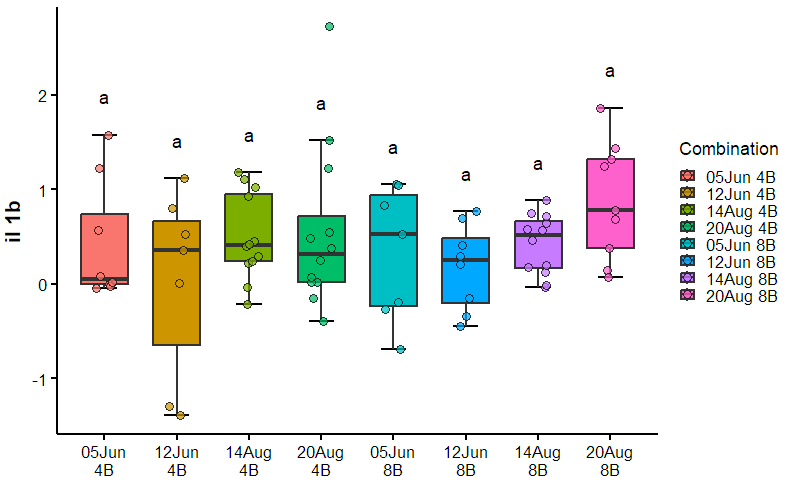 il 1b
2
1
0
-1
a
a
a
a
a
a
a
a
05Jun 4B
12Jun 4B
14Aug 4B
20Aug 4B
05Jun 8B
12Jun 8B
14Aug 8B
20Aug 8B
Combination
05Jun 4B
12Jun 4B
14Aug 4B
20Aug 4B
05Jun 8B
12Jun 8B
14Aug 8B
20Aug 8B